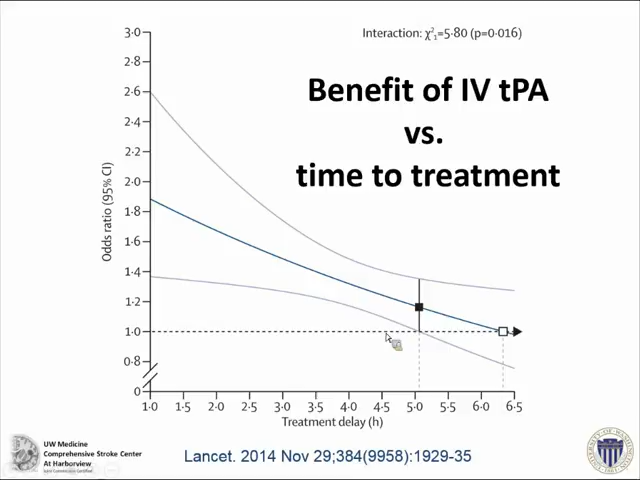 Interaction: χ²₁=5·80 (p=0·016)
Benefit of IV tPA
vs.
time to treatment
Odds ratio (95% CI)
3·0
2·8
2·6
2·4
2·2
2·0
1·8
1·6
1·4
1·2
1·0
0·8
0
1·0 1·5 2·0 2·5 3·0 3·5 4·0 4·5 5·0 5·5 6·0 6·5
Treatment delay (h)
UW Medicine
Comprehensive Stroke Center
At Harborview
Lancet. 2014 Nov 29;384(9958):1929-35